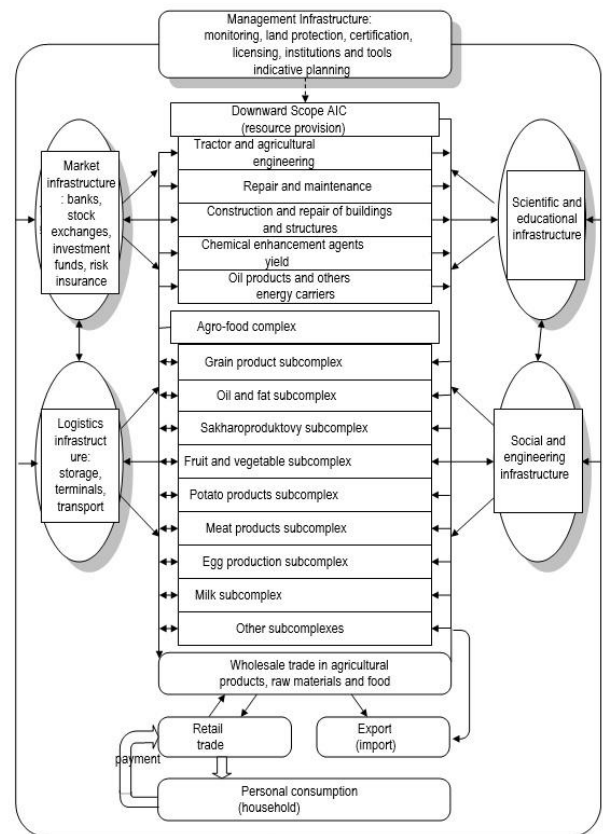 Management Infrastructure:
monitoring, land protection, certification,
licensing, institutions and tools
indicative planning
Downward Scope AIC
(resource provision)
Tractor and agricultural
engineering
Repair and maintenance
Construction and repair of buildings
and structures
Chemical enhancement agents
yield
Oil products and others
energy carriers
Market
infrastructure
: banks,
stock
exchanges,
investment
funds, risk
insurance
Scientific and
educational
infrastructure
Agro-food complex
Grain product subcomplex
Oil and fat subcomplex
Sakharoproduktovy subcomplex
Fruit and vegetable subcomplex
Potato products subcomplex
Meat products subcomplex
Egg production subcomplex
Milk subcomplex
Other subcomplexes
Logistics
infrastruct
ure:
storage,
terminals,
transport
Social and
engineering
infrastructure
Wholesale trade in agricultural
products, raw materials and food
Retail
trade
Export
(import)
payment
Personal consumption
(household)